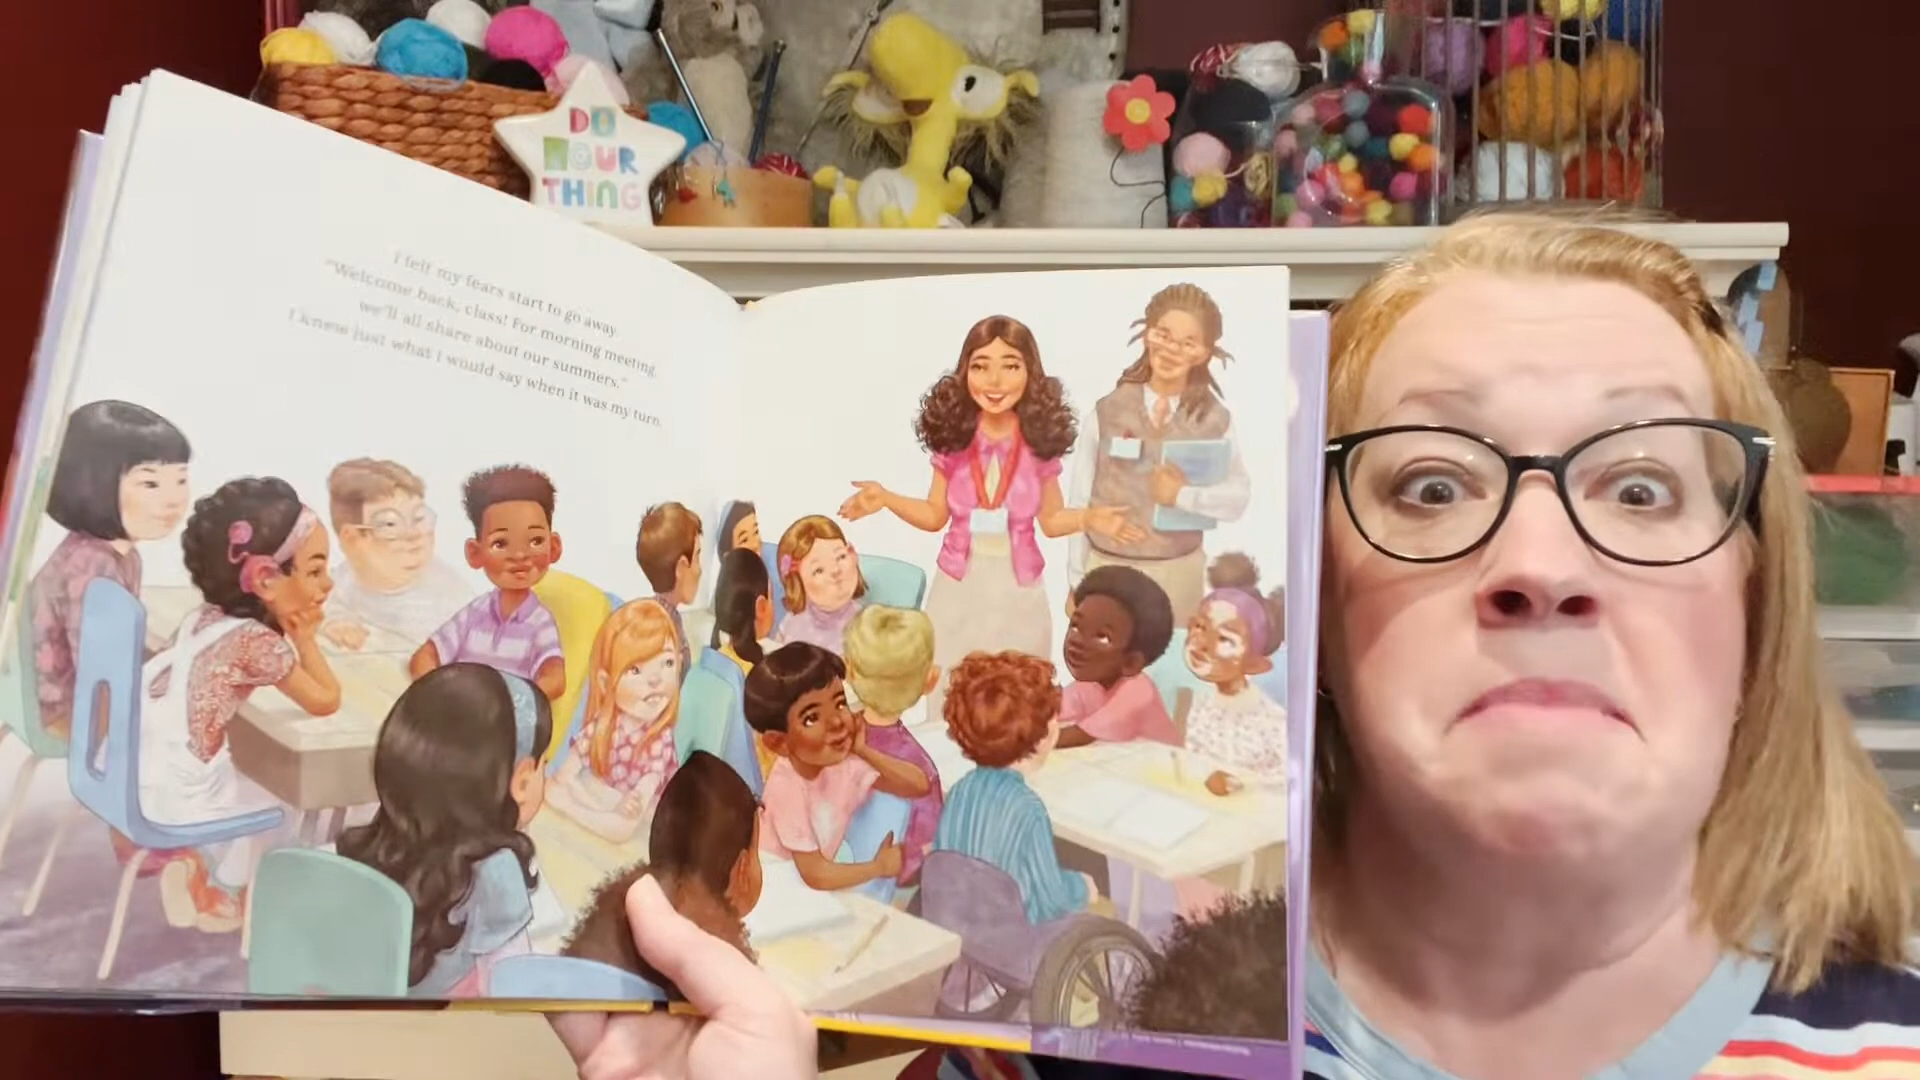 DO
YOUR
THING
I felt my fears start to go away.
"Welcome back, class! For morning meeting,
we'll all share about our summers."
I knew just what I would say when it was my turn.